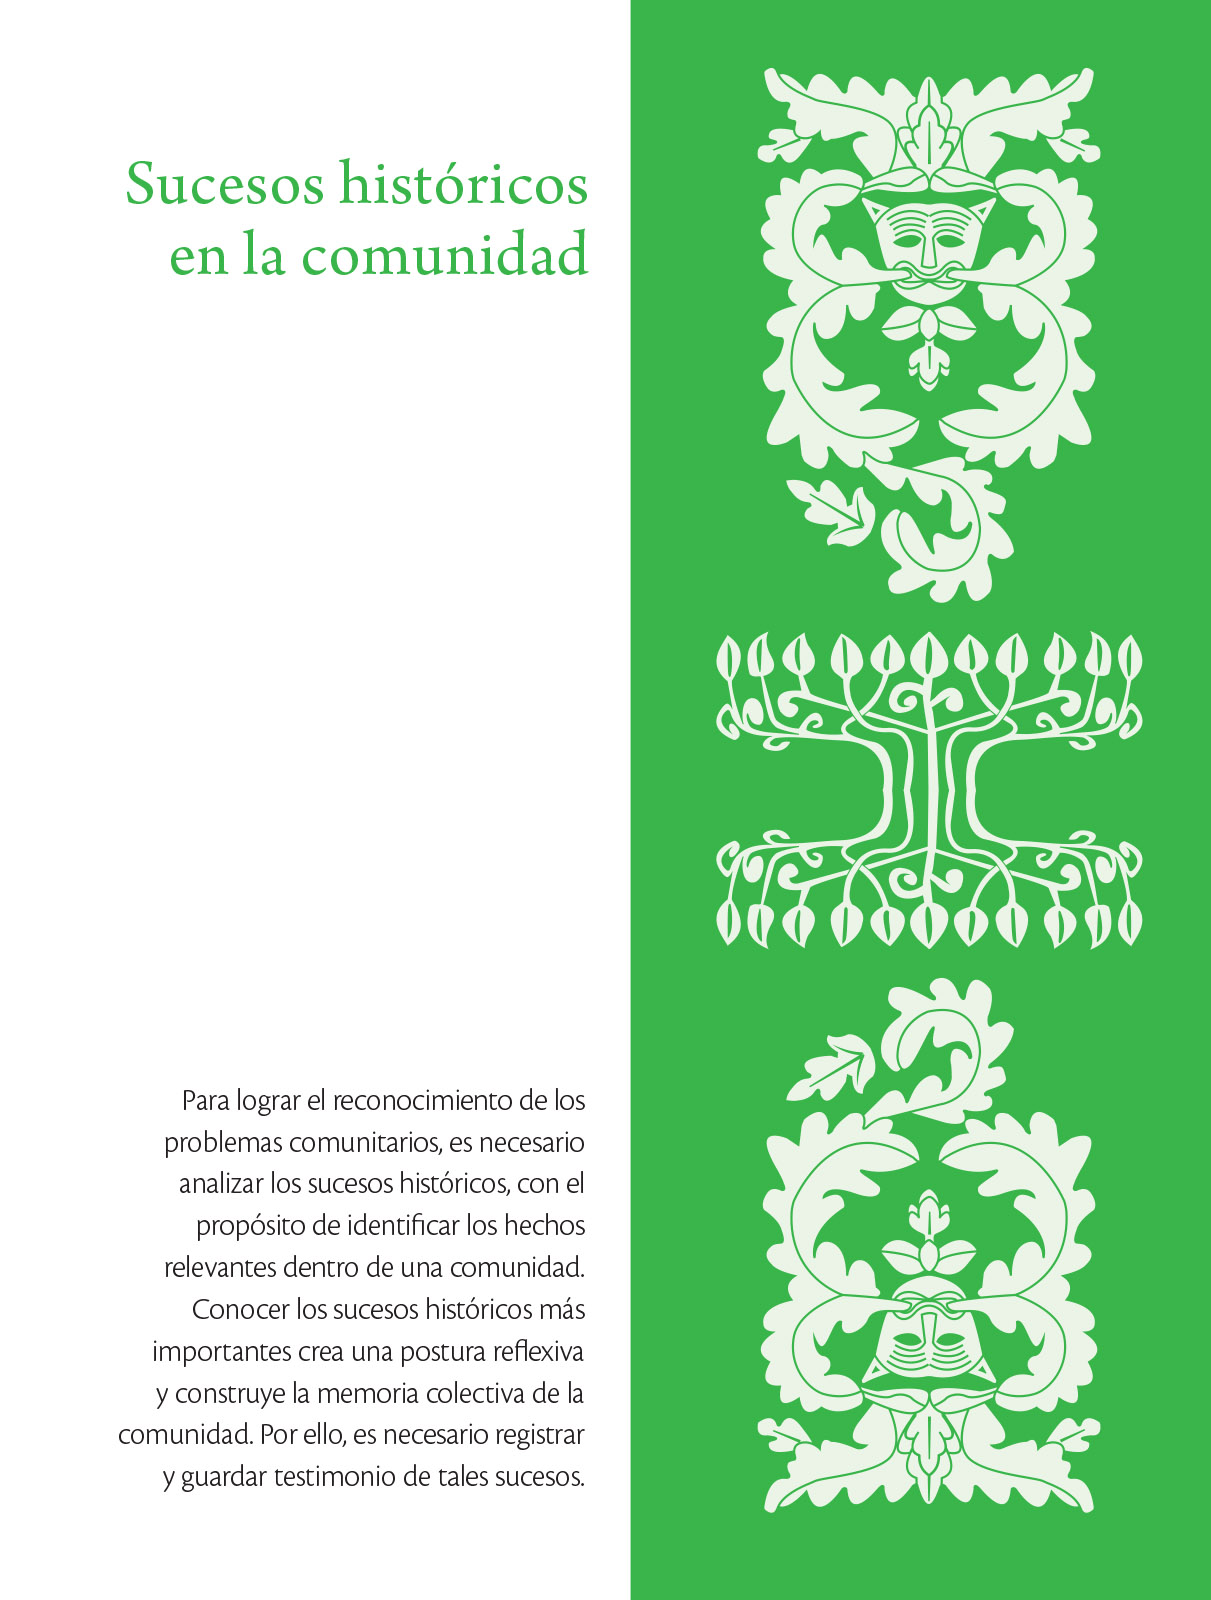 Sucesos históricos
en la comunidad
Para lograr el reconocimiento de los
problemas comunitarios, es necesario
analizar los sucesos históricos, con el
propósito de identificar los hechos
relevantes dentro de una comunidad.
Conocer los sucesos históricos más
importantes crea una postura reflexiva
y construye la memoria colectiva de la
comunidad. Por ello, es necesario registrar
y guardar testimonio de tales sucesos.